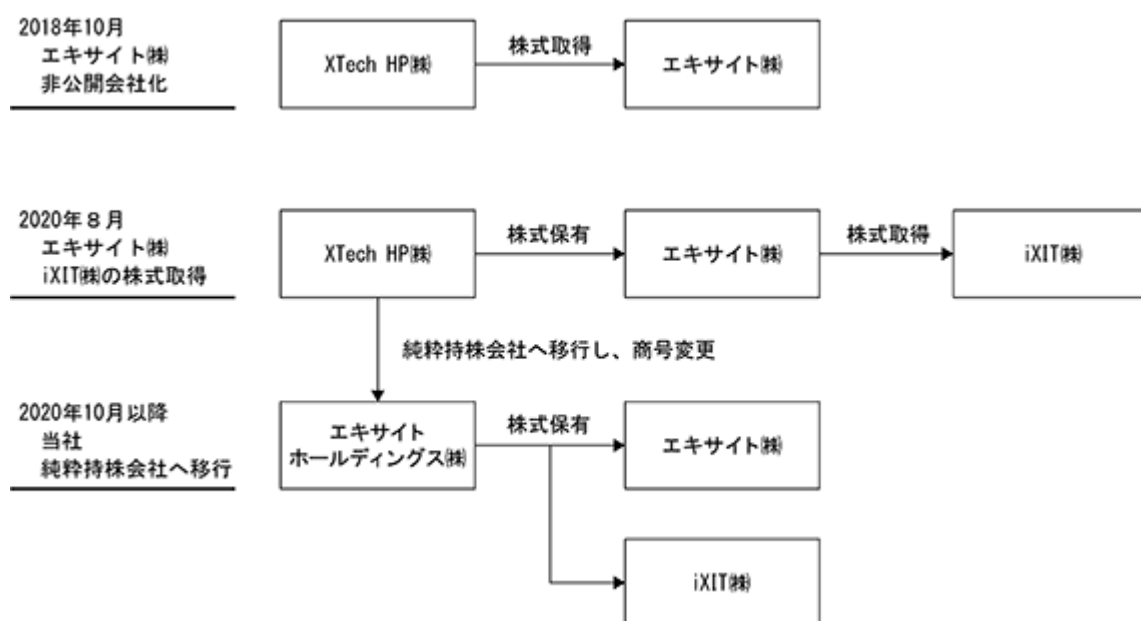 2018年10月
エキサイト㈱
非公開会社化
XTech HP㈱
株式取得
エキサイト㈱
2020年８月
エキサイト㈱
iXIT㈱の株式取得
XTech HP㈱
株式保有
エキサイト㈱
株式取得
iXIT㈱
純粋持株会社へ移行し、商号変更
2020年10月以降
当社
純粋持株会社へ移行
エキサイト
ホールディングス㈱
株式保有
エキサイト㈱
iXIT㈱